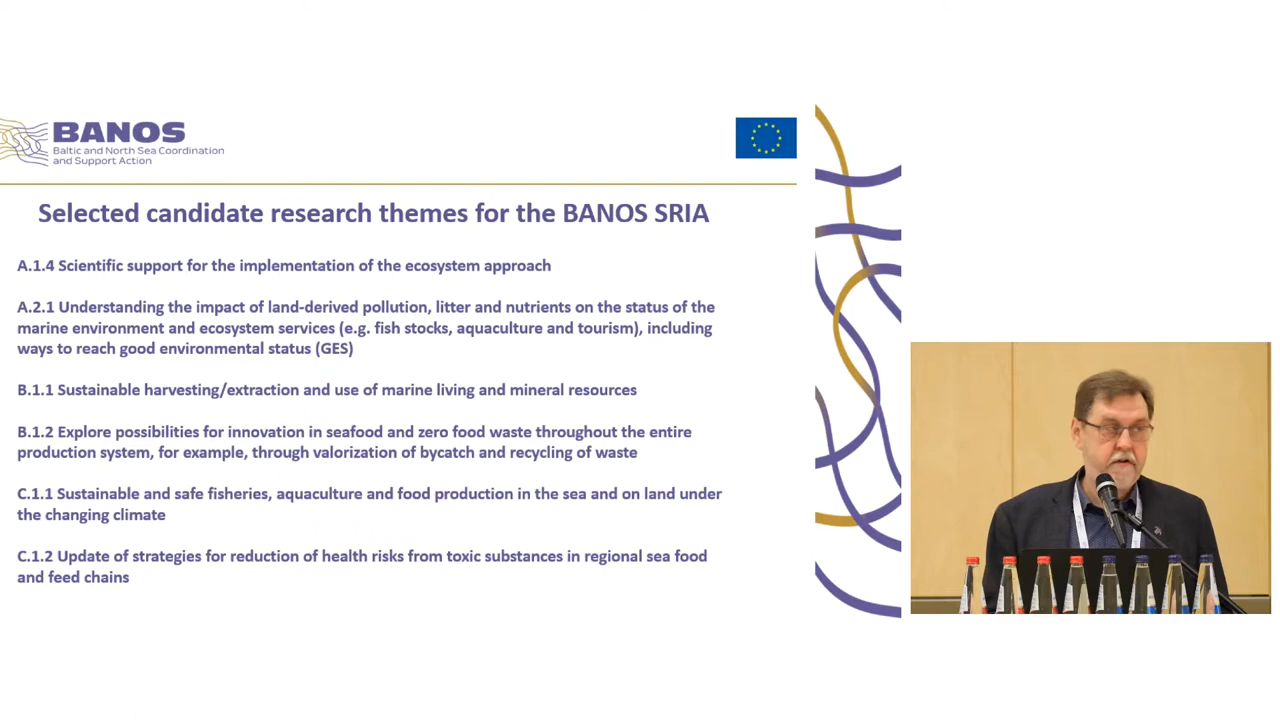 BANOS
Baltic and North Sea Coordination
and Support Action
Selected candidate research themes for the BANOS SRIA
A.1.4 Scientific support for the implementation of the ecosystem approach
A.2.1 Understanding the impact of land-derived pollution, litter and nutrients on the status of the
marine environment and ecosystem services (e.g. fish stocks, aquaculture and tourism), including
ways to reach good environmental status (GES)
B.1.1 Sustainable harvesting/extraction and use of marine living and mineral resources
B.1.2 Explore possibilities for innovation in seafood and zero food waste throughout the entire
production system, for example, through valorization of bycatch and recycling of waste
C.1.1 Sustainable and safe fisheries, aquaculture and food production in the sea and on land under
the changing climate
C.1.2 Update of strategies for reduction of health risks from toxic substances in regional sea food
and feed chains